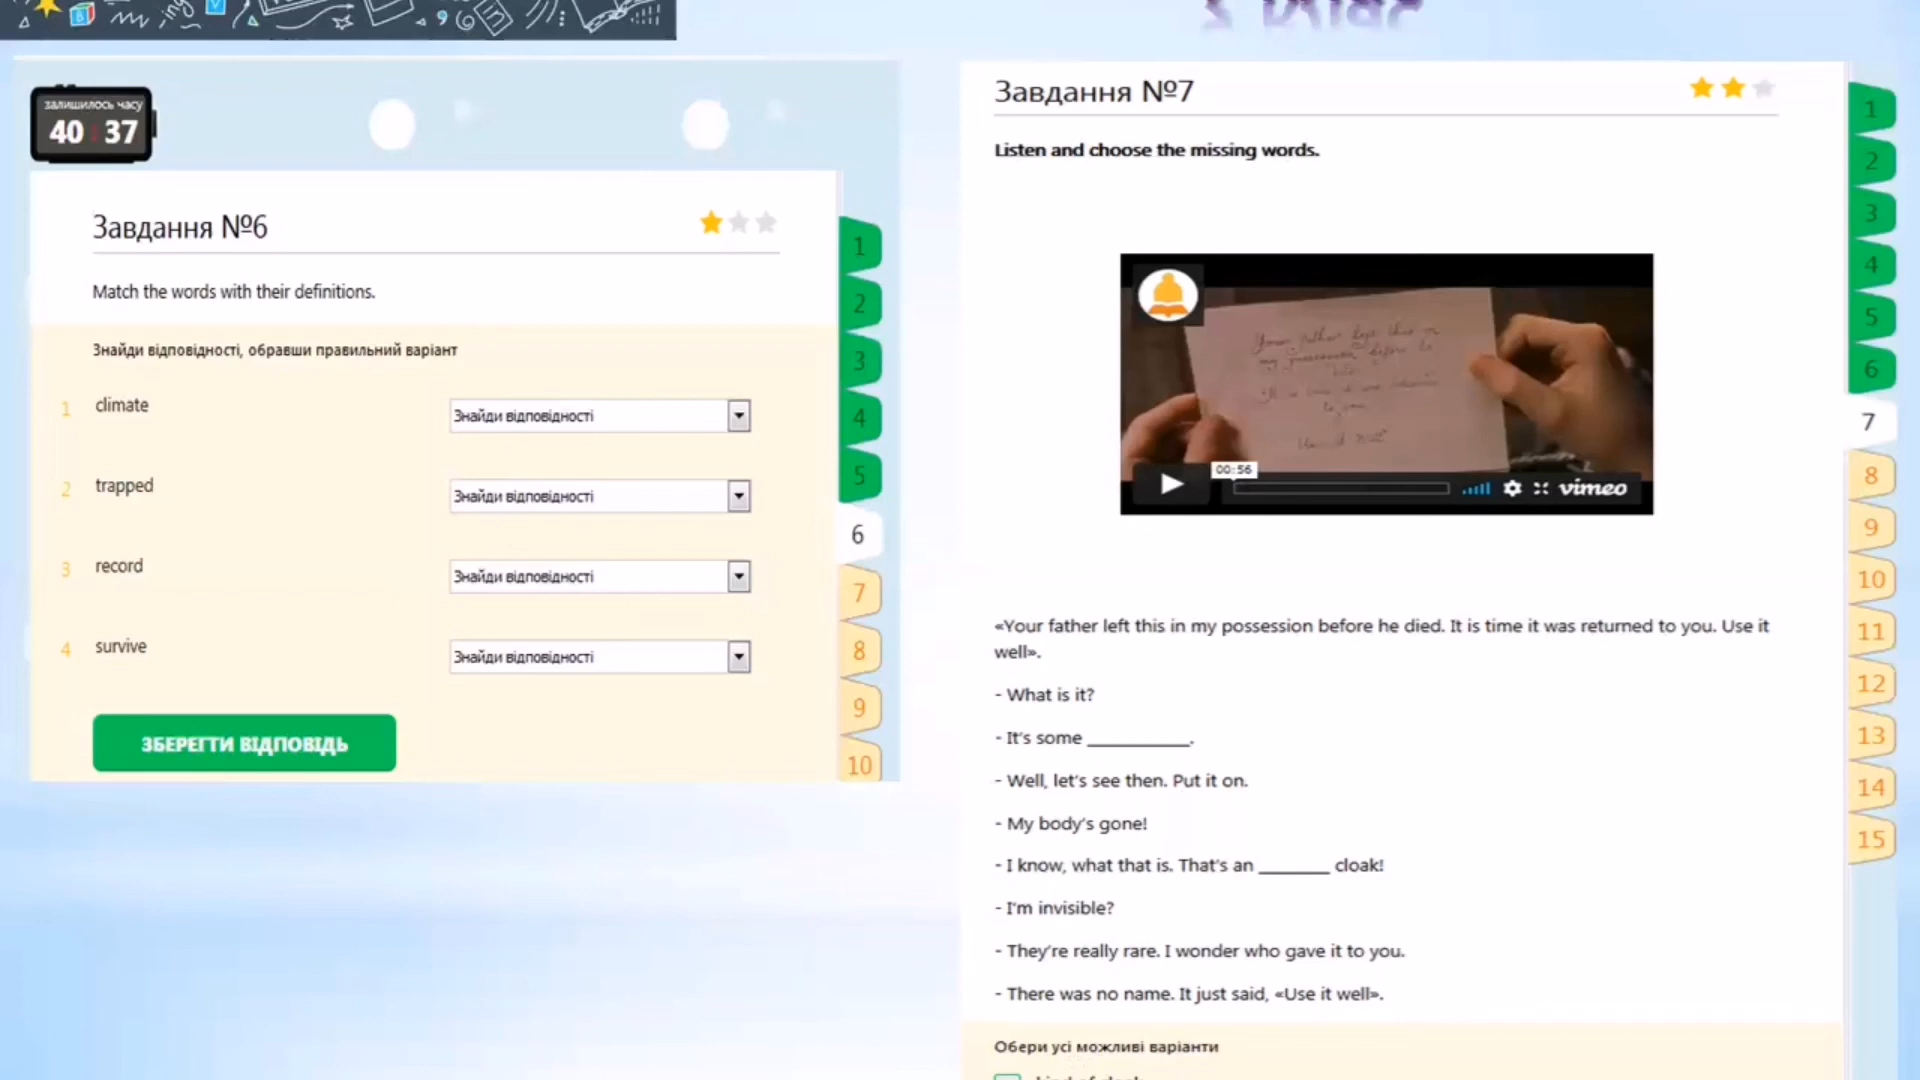 залишилось часу
40:37
Завдання №6
Match the words with their definitions.
Знайди відповідності, обравши правильний варіант
1 climate Знайди відповідності
2 trapped Знайди відповідності
3 record Знайди відповідності
4 survive Знайди відповідності
ЗБЕРЕГТИ ВІДПОВІДЬ
1
2
3
4
5
6
7
8
9
10
Завдання №7
Listen and choose the missing words.
00:56
vimeo
«Your father left this in my possession before he died. It is time it was returned to you. Use it
well».
- What is it?
- It's some ___________.
- Well, let's see then. Put it on.
- My body's gone!
- I know, what that is. That's an ________ cloak!
- I'm invisible?
- They're really rare. I wonder who gave it to you.
- There was no name. It just said, «Use it well».
Обери усі можливі варіанти
1
2
3
4
5
6
7
8
9
10
11
12
13
14
15